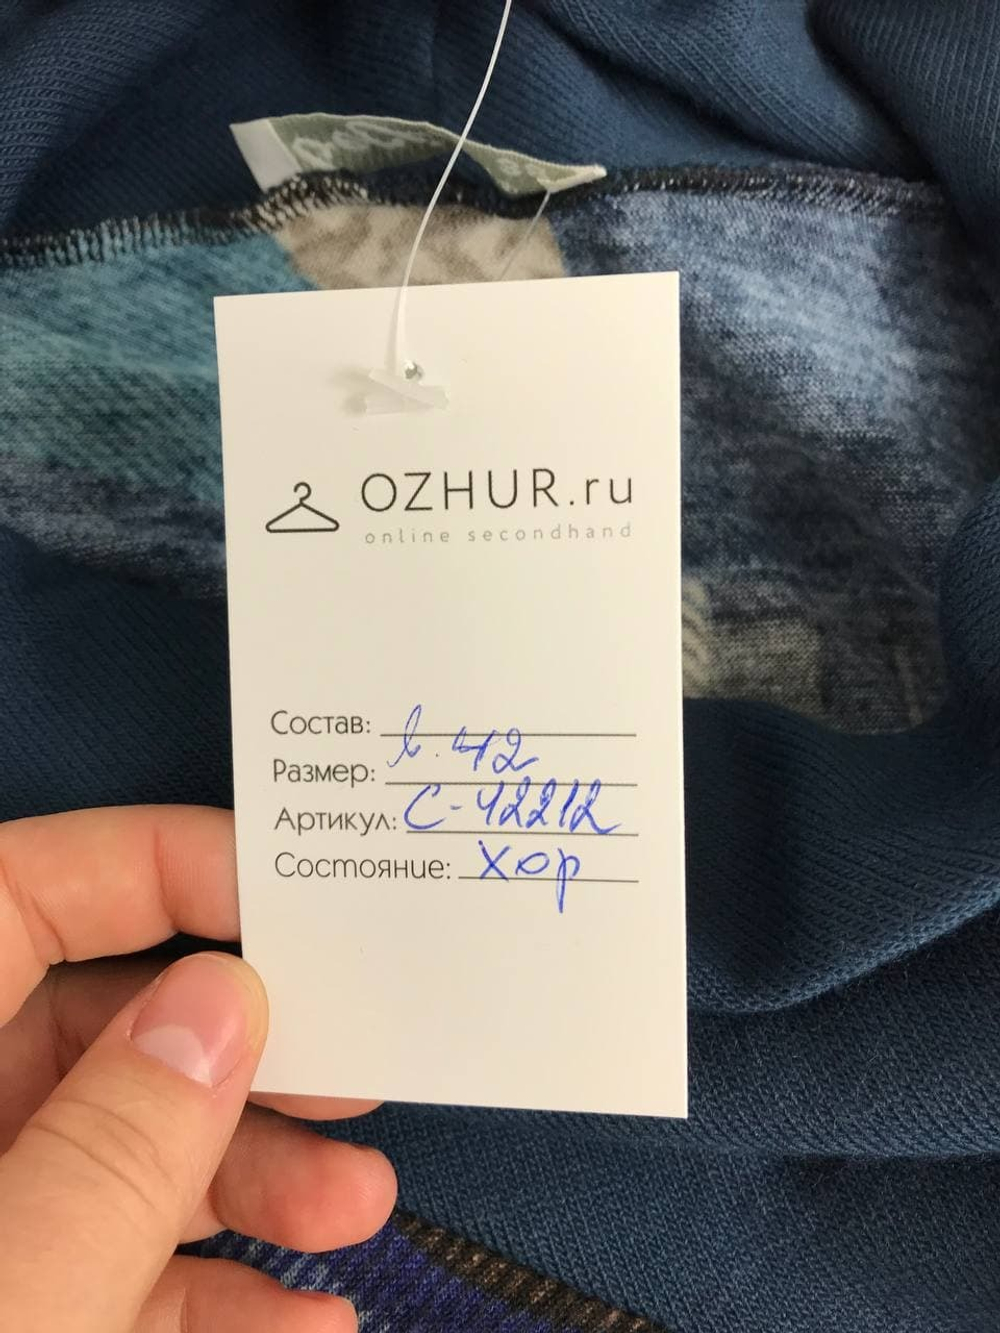 OZHUR.ru
online secondhand
Состав:
Размер: в. 42
Артикул: С-42212
Состояние: хор